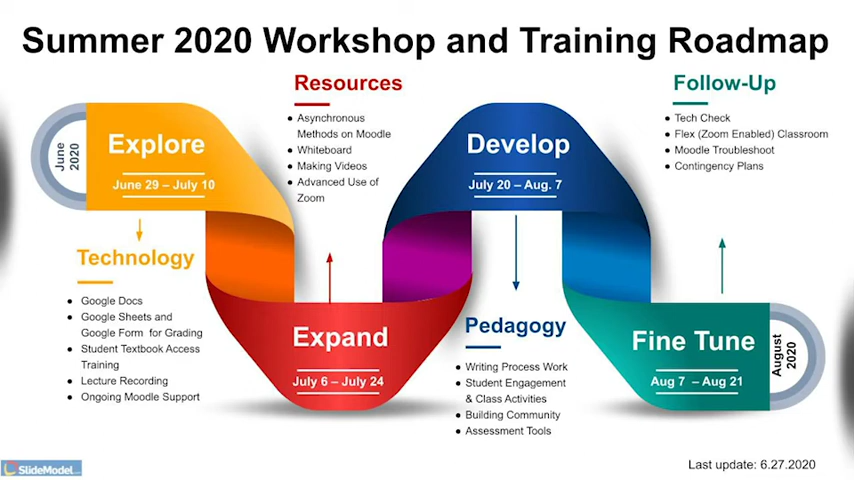 Summer 2020 Workshop and Training Roadmap
June
2020
Explore
June 29 – July 10
Technology
Google Docs
Google Sheets and
Google Form for Grading
Student Textbook Access
Training
Lecture Recording
Ongoing Moodle Support
Resources
Asynchronous
Methods on Moodle
Whiteboard
Making Videos
Advanced Use of
Zoom
Expand
July 6 – July 24
Develop
July 20 – Aug. 7
Pedagogy
Writing Process Work
Student Engagement
& Class Activities
Building Community
Assessment Tools
Follow-Up
Tech Check
Flex (Zoom Enabled) Classroom
Moodle Troubleshoot
Contingency Plans
Fine Tune
Aug 7 – Aug 21
August
2020
SlideModel.com
Last update: 6.27.2020